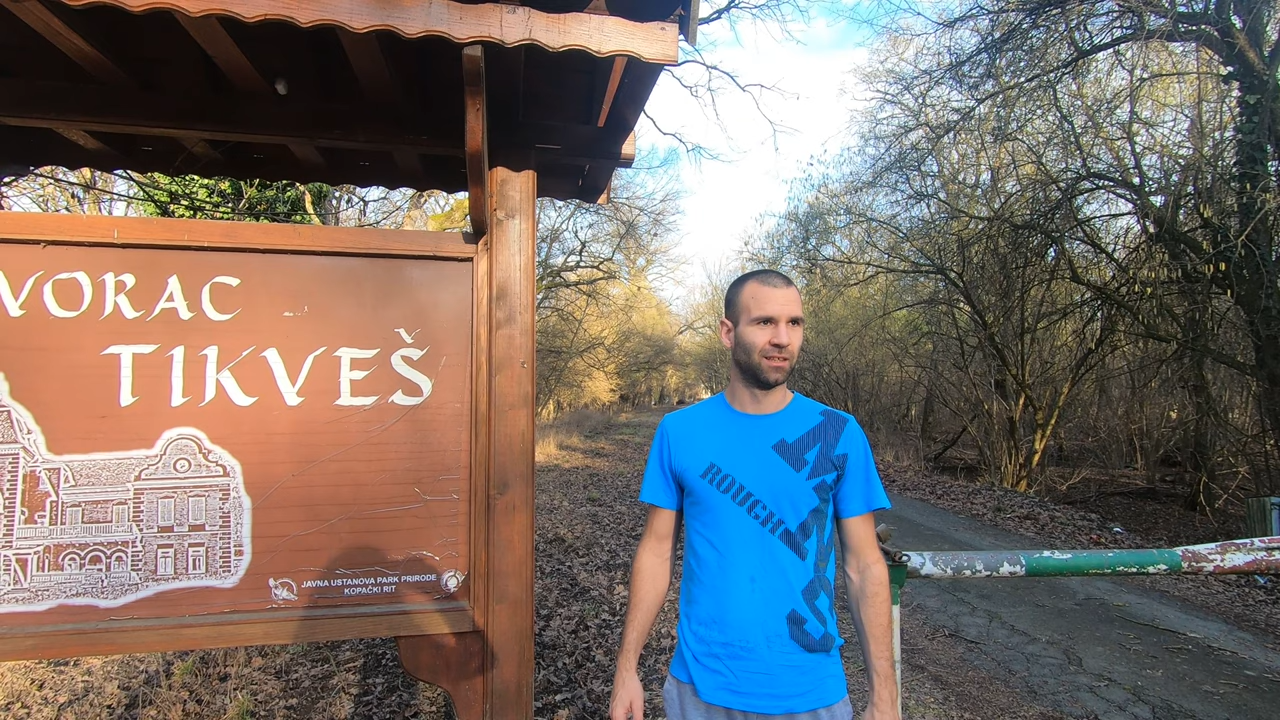 VORAC
TIKVEŠ
JAVNA USTANOVA PARK PRIRODE
KOPAČKI RIT
ROUGH